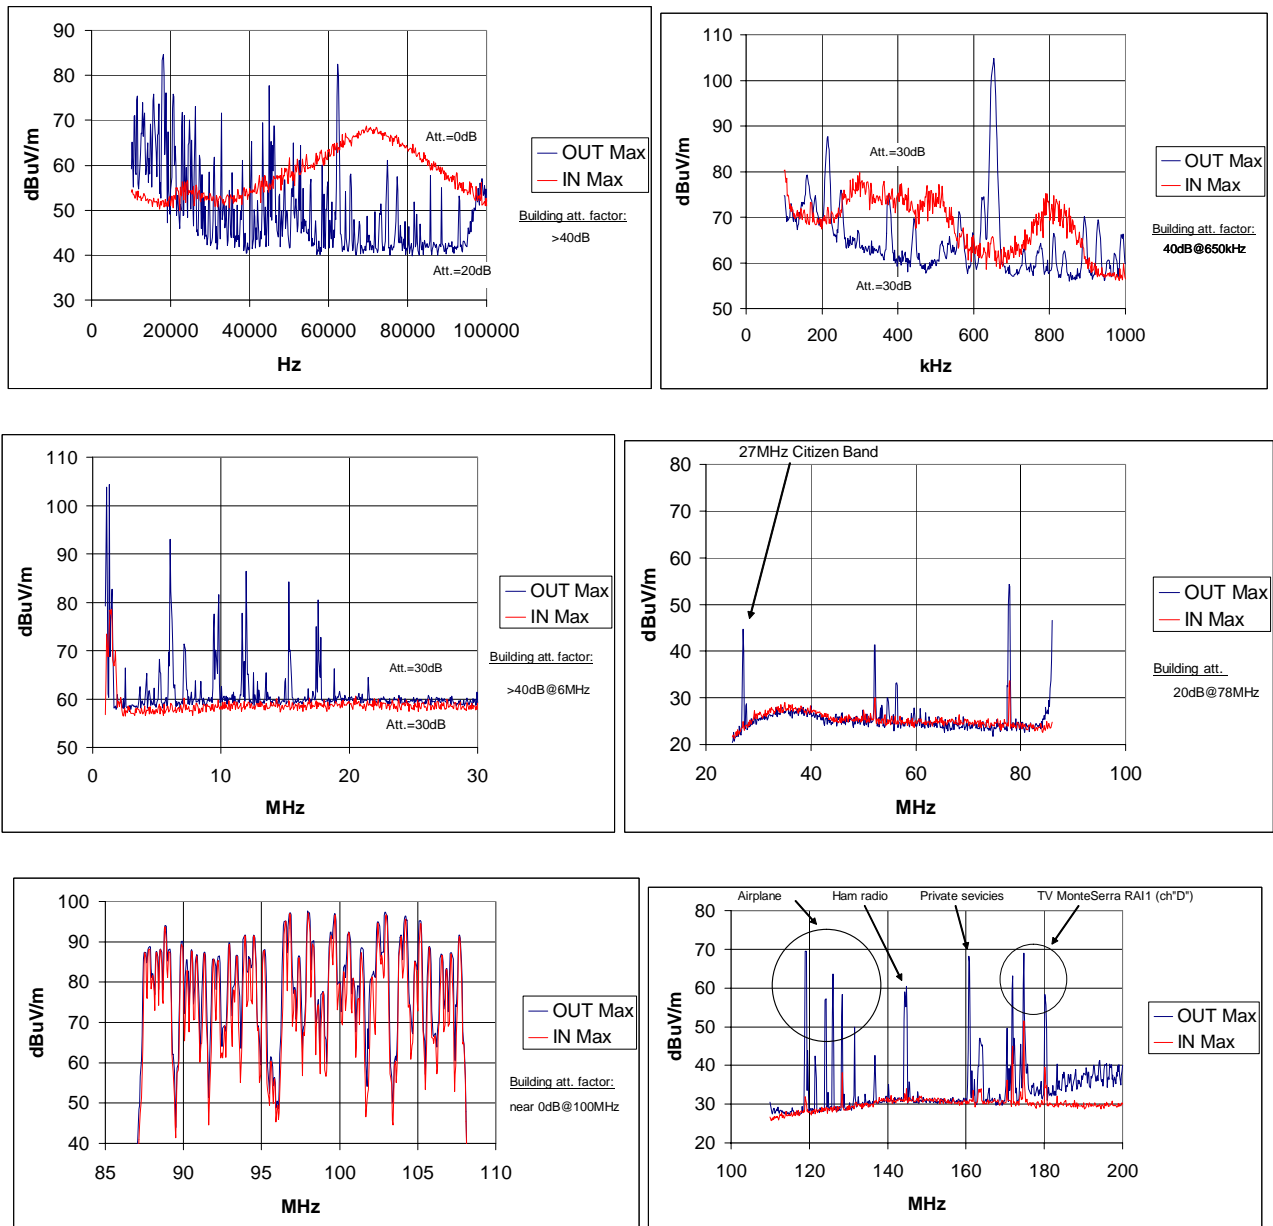 90
80
70
60
50
40
30
dBuV/m
0 20000 40000 60000 80000 100000
Hz
Att.=0dB
Att.=20dB
OUT Max
IN Max
Building att. factor:
>40dB
110
100
90
80
70
60
50
dBuV/m
0 200 400 600 800 1000
kHz
Att.=30dB
Att.=30dB
OUT Max
IN Max
Building att. factor:
40dB@650kHz
110
100
90
80
70
60
50
dBuV/m
0 10 20 30
MHz
Att.=30dB
Att.=30dB
OUT Max
IN Max
Building att. factor:
>40dB@6MHz
27MHz Citizen Band
80
70
60
50
40
30
20
dBuV/m
20 40 60 80 100
MHz
OUT Max
IN Max
Building att.
20dB@78MHz
100
90
80
70
60
50
40
dBuV/m
85 90 95 100 105 110
MHz
OUT Max
IN Max
Building att. factor:
near 0dB@100MHz
Airplane Ham radio Private sevicies TV MonteSerra RAI1 (ch"D")
80
70
60
50
40
30
20
dBuV/m
100 120 140 160 180 200
MHz
OUT Max
IN Max